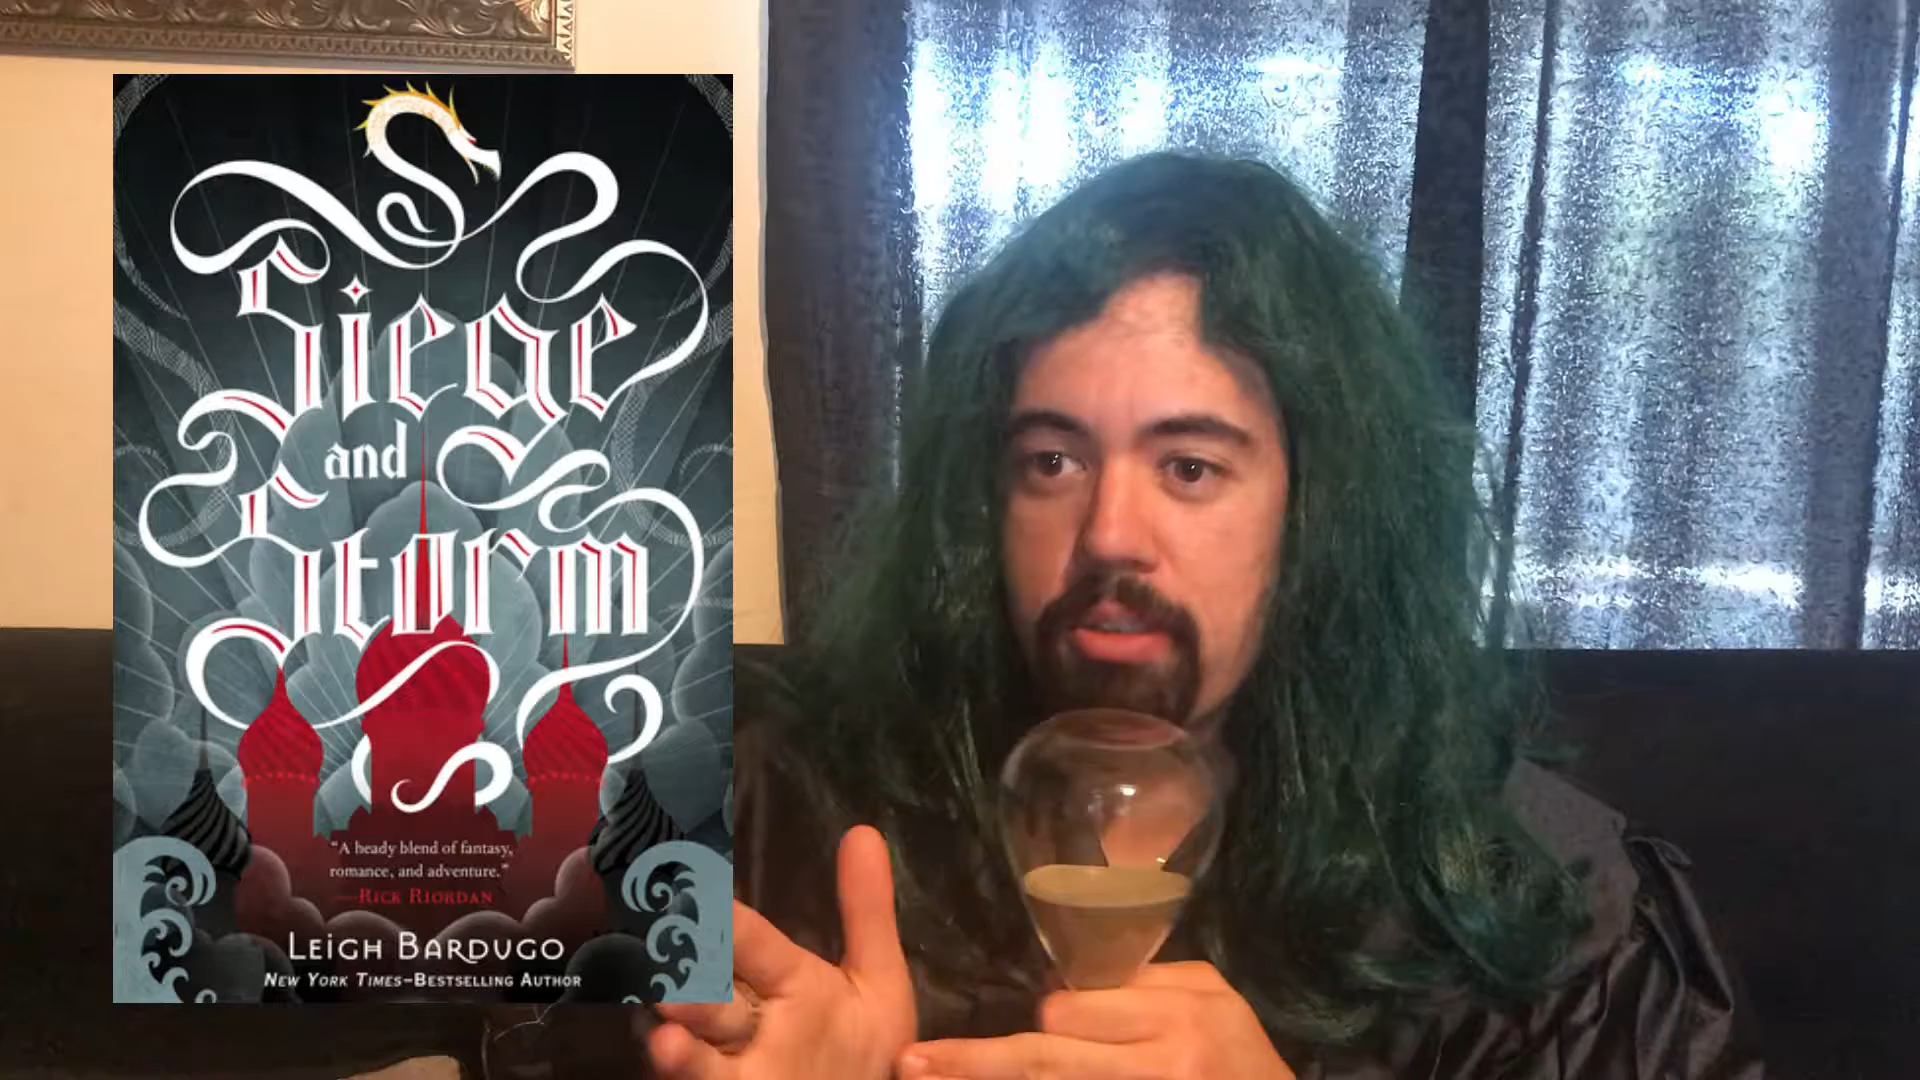 Siege
and
Storm
“A heady blend of fantasy,
romance, and adventure.”
—Rick Riordan
Leigh Bardugo
New York Times–Bestselling Author